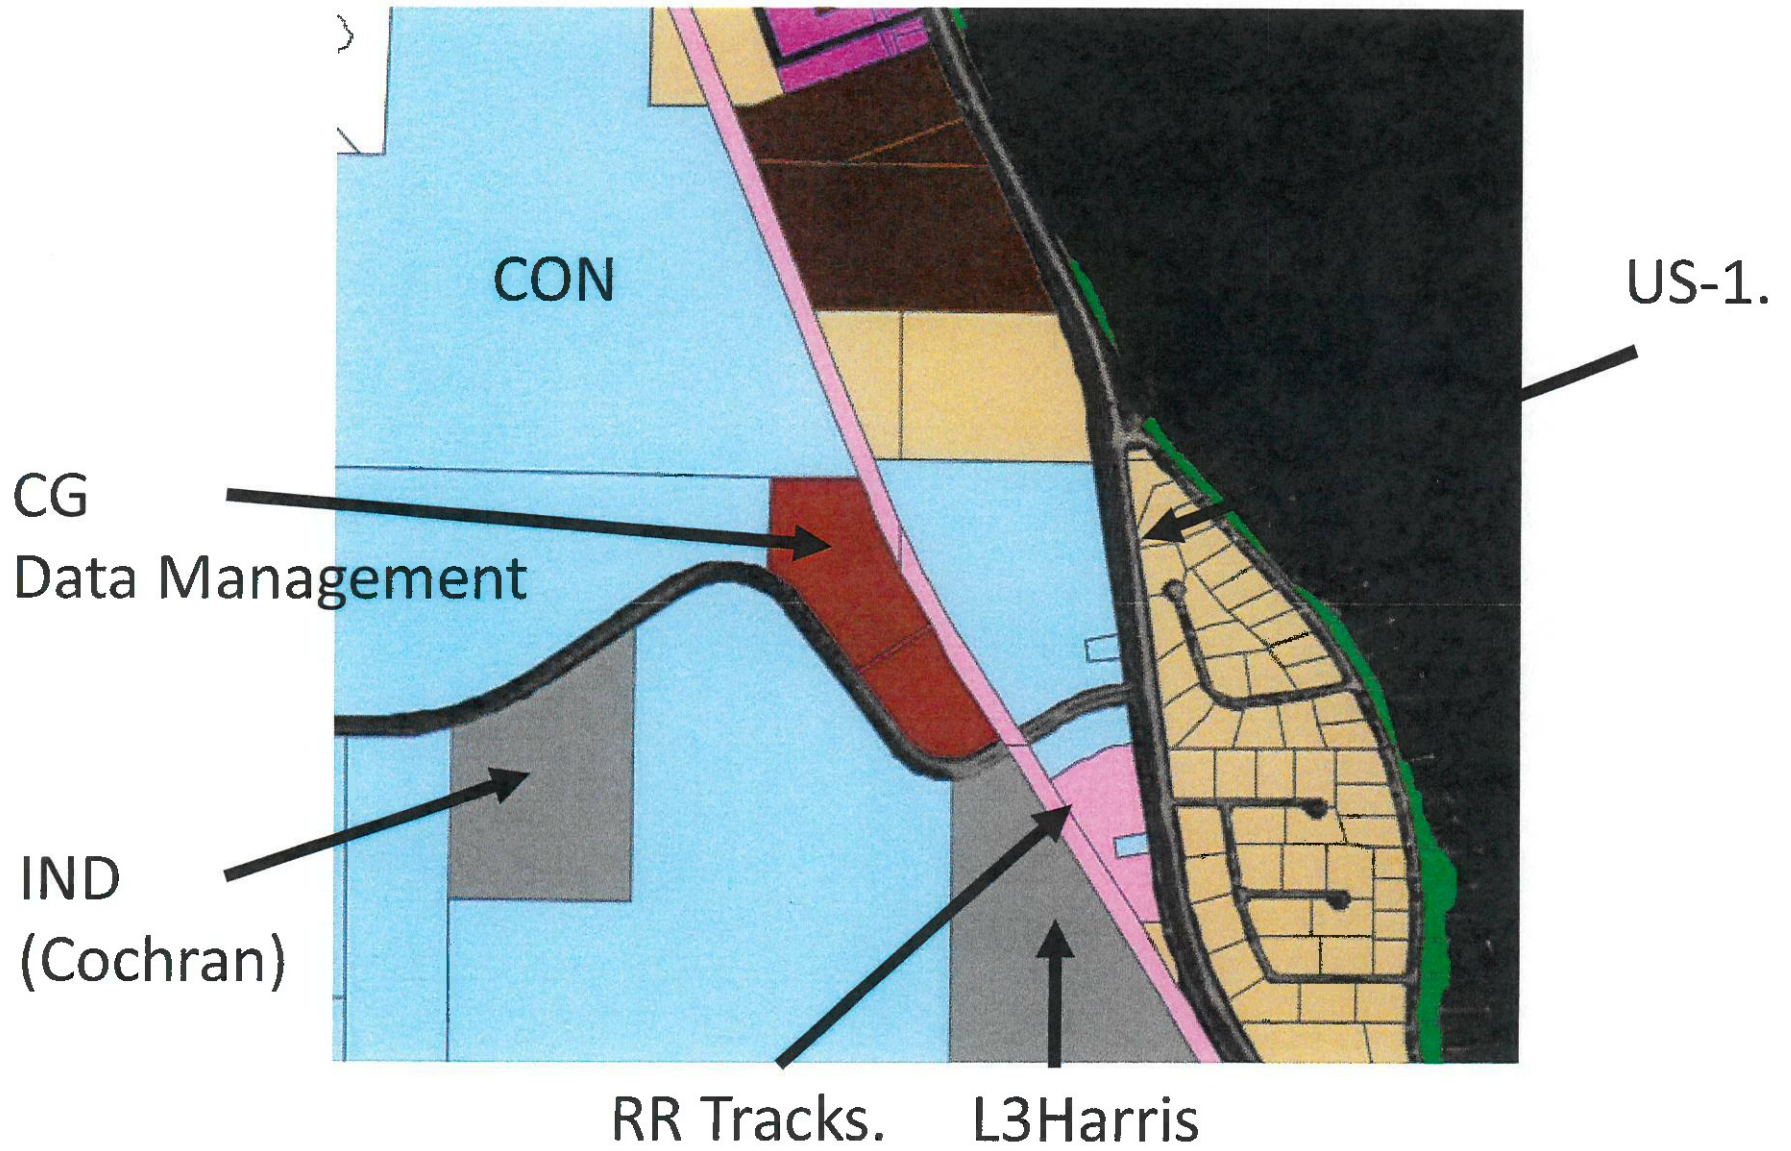 CON
US-1.
CG
Data Management
IND
(Cochran)
RR Tracks.
L3Harris